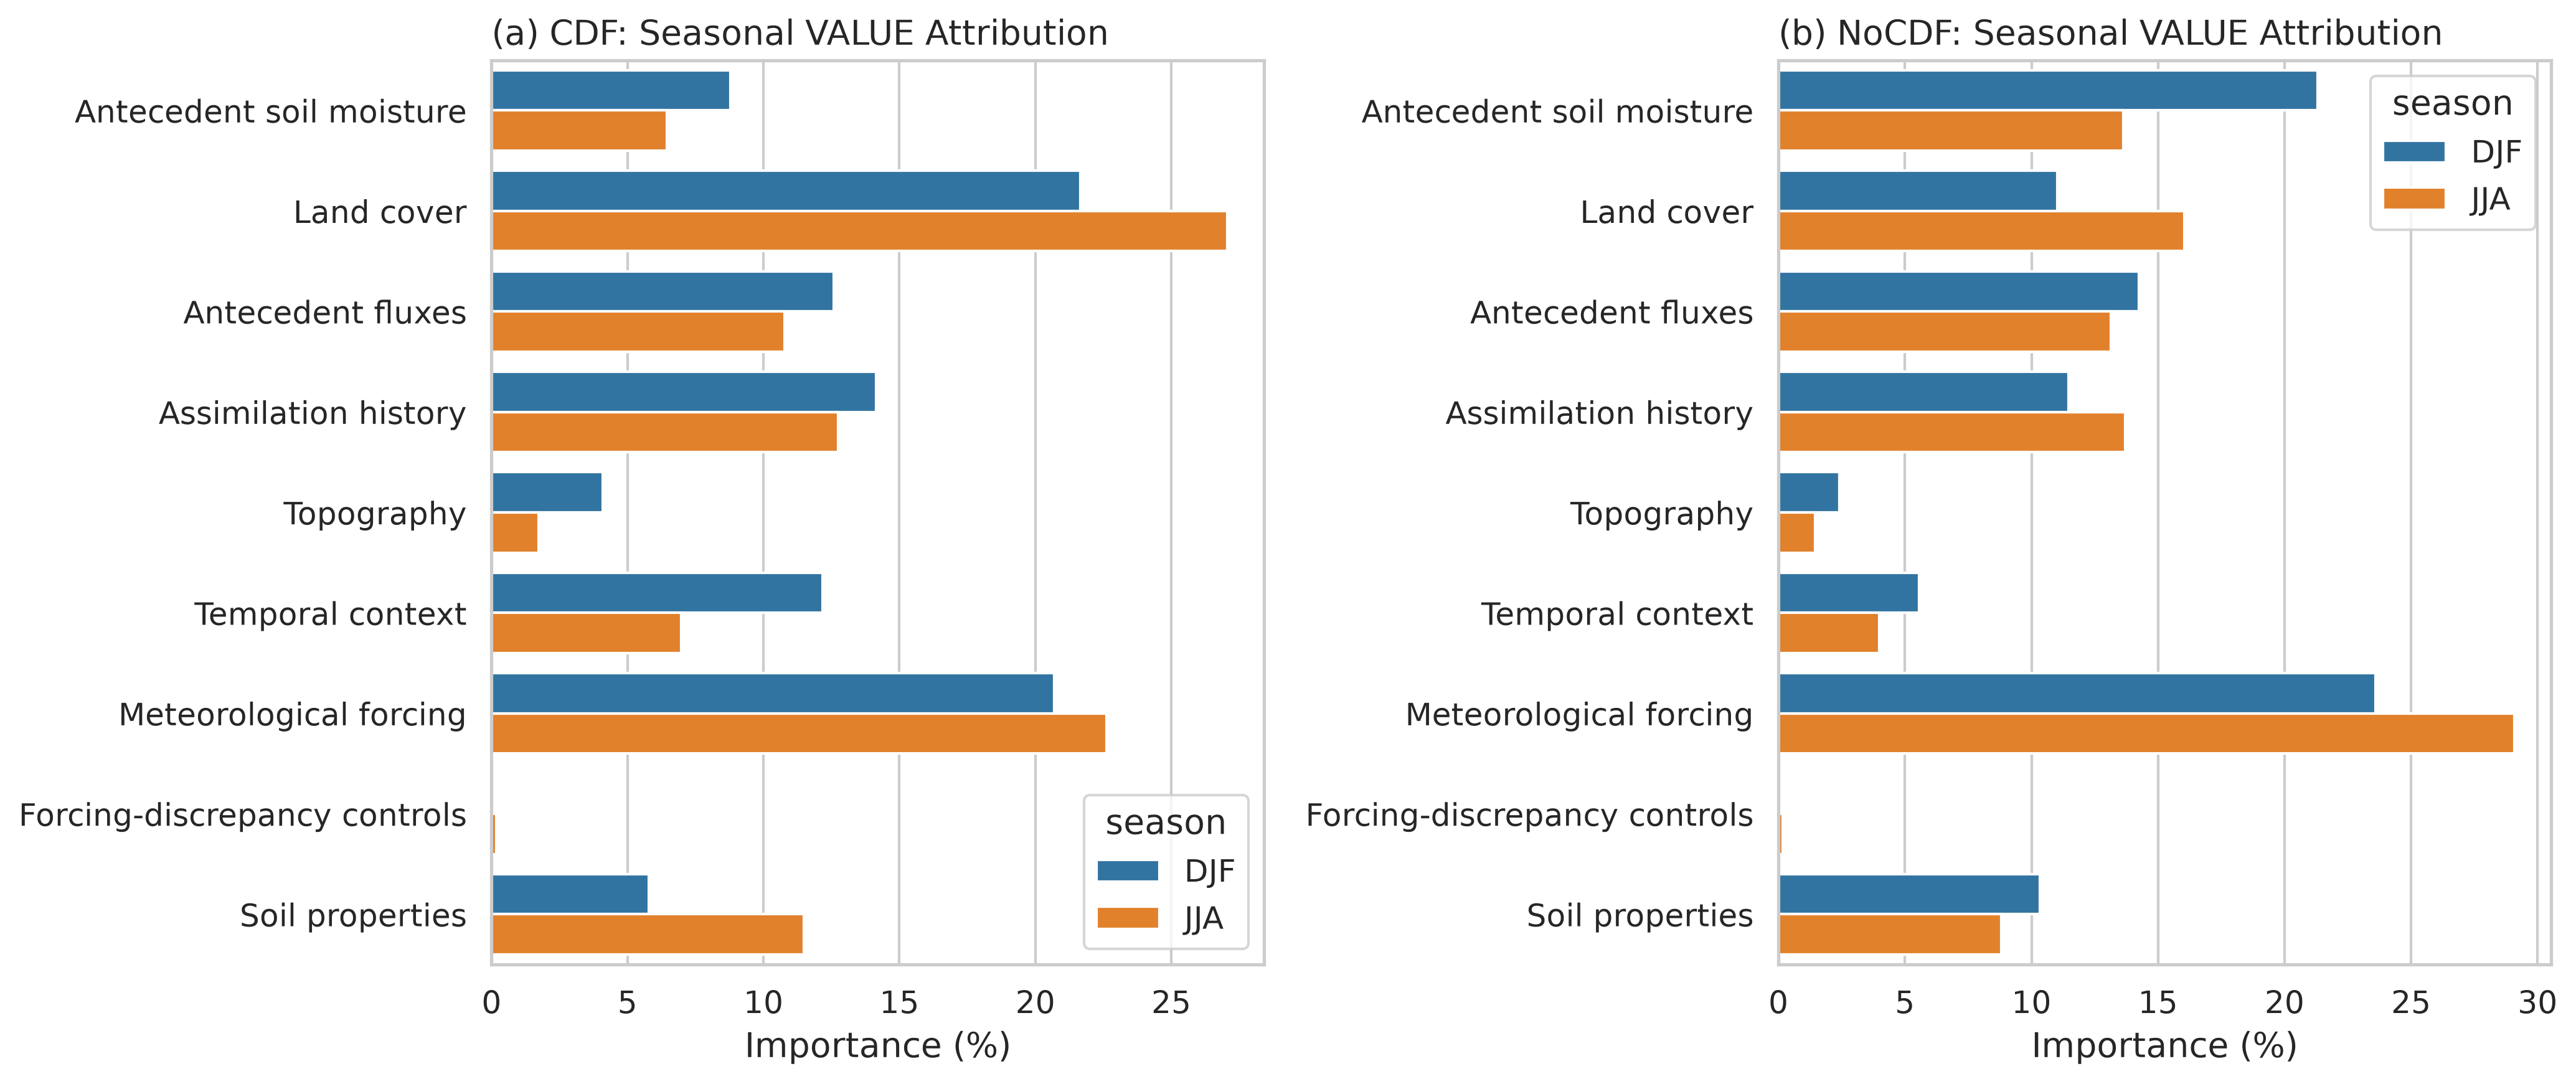 (a) CDF: Seasonal VALUE Attribution
Antecedent soil moisture
Land cover
Antecedent fluxes
Assimilation history
Topography
Temporal context
Meteorological forcing
Forcing-discrepancy controls
Soil properties
season
DJF
JJA
0 5 10 15 20 25
Importance (%)
(b) NoCDF: Seasonal VALUE Attribution
Antecedent soil moisture
Land cover
Antecedent fluxes
Assimilation history
Topography
Temporal context
Meteorological forcing
Forcing-discrepancy controls
Soil properties
season
DJF
JJA
0 5 10 15 20 25 30
Importance (%)